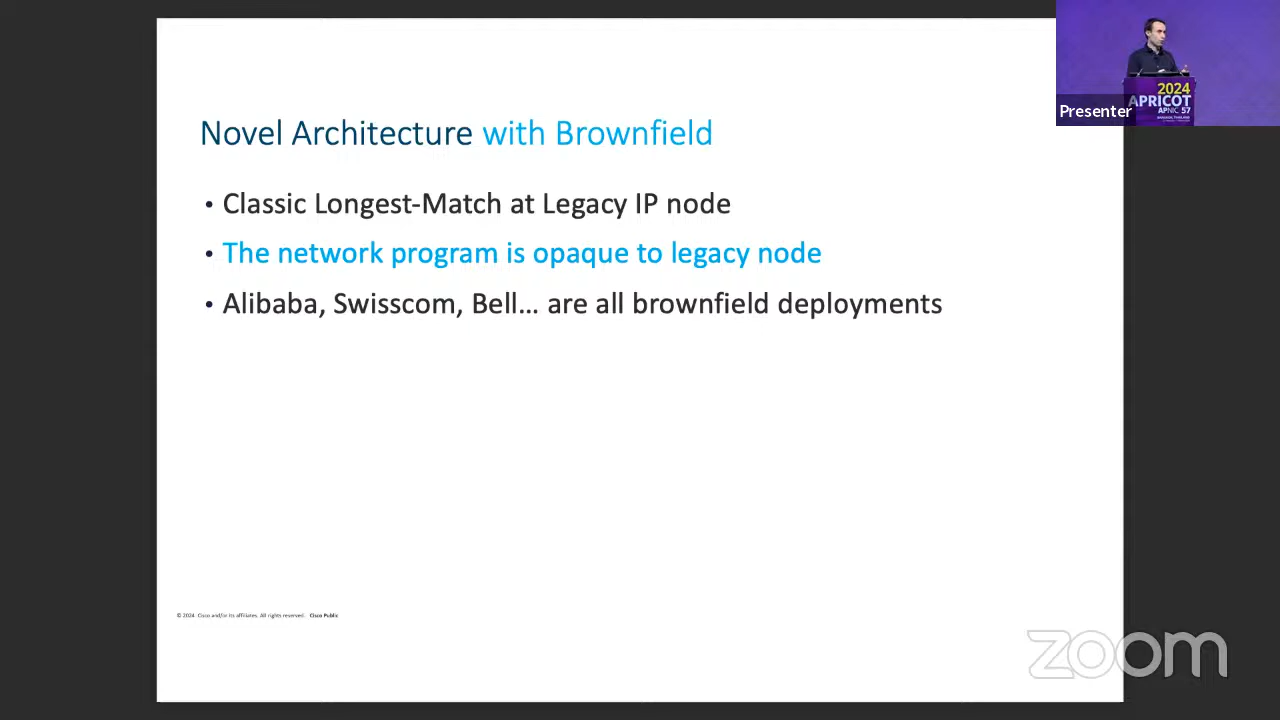 Novel Architecture with Brownfield
• Classic Longest-Match at Legacy IP node
• The network program is opaque to legacy node
• Alibaba, Swisscom, Bell... are all brownfield deployments
© 2024 Cisco and/or its affiliates. All rights reserved. Cisco Public
2024
APRICOT
APNIC 57
BANGKOK, THAILAND
Presenter
zoom